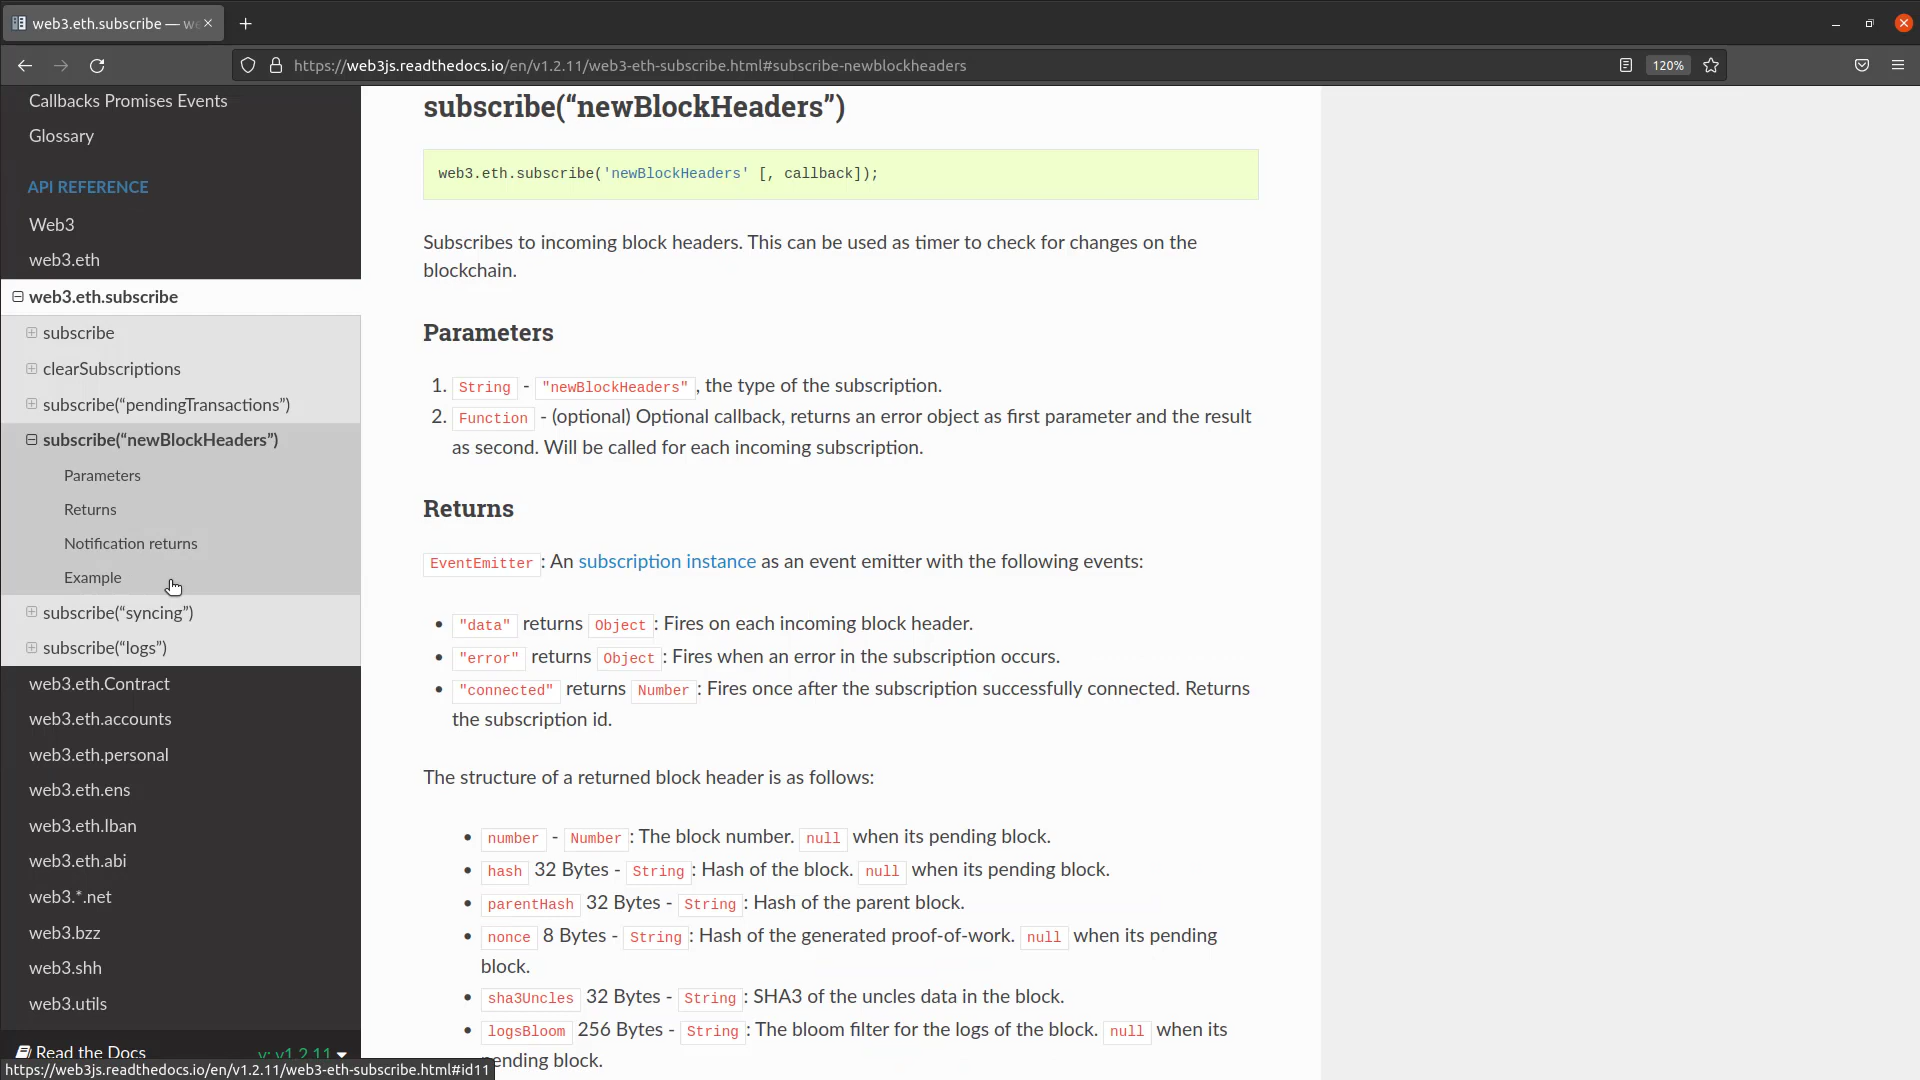 web3.eth.subscribe — we
https://web3js.readthedocs.io/en/v1.2.11/web3-eth-subscribe.html#subscribe-newblockheaders
120%
Callbacks Promises Events
Glossary
API REFERENCE
Web3
web3.eth
web3.eth.subscribe
subscribe
clearSubscriptions
subscribe(“pendingTransactions”)
subscribe(“newBlockHeaders”)
Parameters
Returns
Notification returns
Example
subscribe(“syncing”)
subscribe(“logs”)
web3.eth.Contract
web3.eth.accounts
web3.eth.personal
web3.eth.ens
web3.eth.Iban
web3.eth.abi
web3.*.net
web3.bzz
web3.shh
web3.utils
Read the Docs
v: v1.2.11
https://web3js.readthedocs.io/en/v1.2.11/web3-eth-subscribe.html#id11
subscribe(“newBlockHeaders”)
web3.eth.subscribe('newBlockHeaders' [, callback]);
Subscribes to incoming block headers. This can be used as timer to check for changes on the
blockchain.
Parameters
1. String - "newBlockHeaders", the type of the subscription.
2. Function - (optional) Optional callback, returns an error object as first parameter and the result
as second. Will be called for each incoming subscription.
Returns
EventEmitter: An subscription instance as an event emitter with the following events:
• "data" returns Object: Fires on each incoming block header.
• "error" returns Object: Fires when an error in the subscription occurs.
• "connected" returns Number: Fires once after the subscription successfully connected. Returns
the subscription id.
The structure of a returned block header is as follows:
• number - Number: The block number. null when its pending block.
• hash 32 Bytes - String: Hash of the block. null when its pending block.
• parentHash 32 Bytes - String: Hash of the parent block.
• nonce 8 Bytes - String: Hash of the generated proof-of-work. null when its pending
block.
• sha3Uncles 32 Bytes - String: SHA3 of the uncles data in the block.
• logsBloom 256 Bytes - String: The bloom filter for the logs of the block. null when its
pending block.